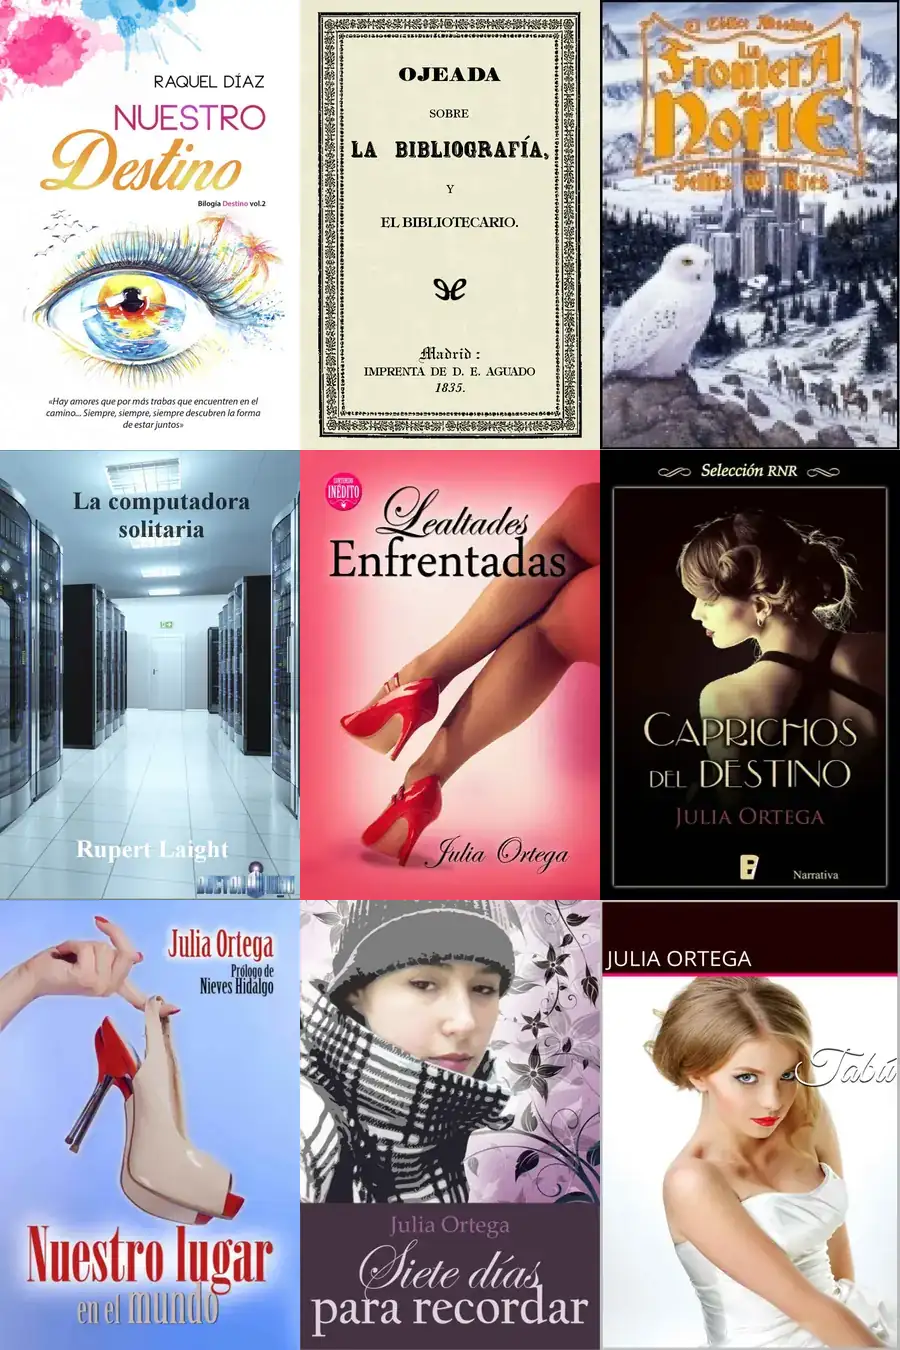 RAQUEL DÍAZ
NUESTRO
Destino
Bilogía Destino vol.2
«Hay amores que por más trabas que encuentren en el
camino... Siempre, siempre, siempre descubren la forma
de estar juntos»
OJEADA
SOBRE
LA BIBLIOGRAFÍA,
Y
EL BIBLIOTECARIO.
Madrid:
IMPRENTA DE D. E. AGUADO
1835.
La
Frontera
del
Norte
La computadora
solitaria
Rupert Laight
INÉDITO
Lealtades
Enfrentadas
Julia Ortega
Selección RNR
CAPRICHOS
DEL DESTINO
JULIA ORTEGA
B
Narrativa
Julia Ortega
Prólogo de
Nieves Hidalgo
Nuestro lugar
en el mundo
Julia Ortega
Siete días
para recordar
JULIA ORTEGA
Tabú